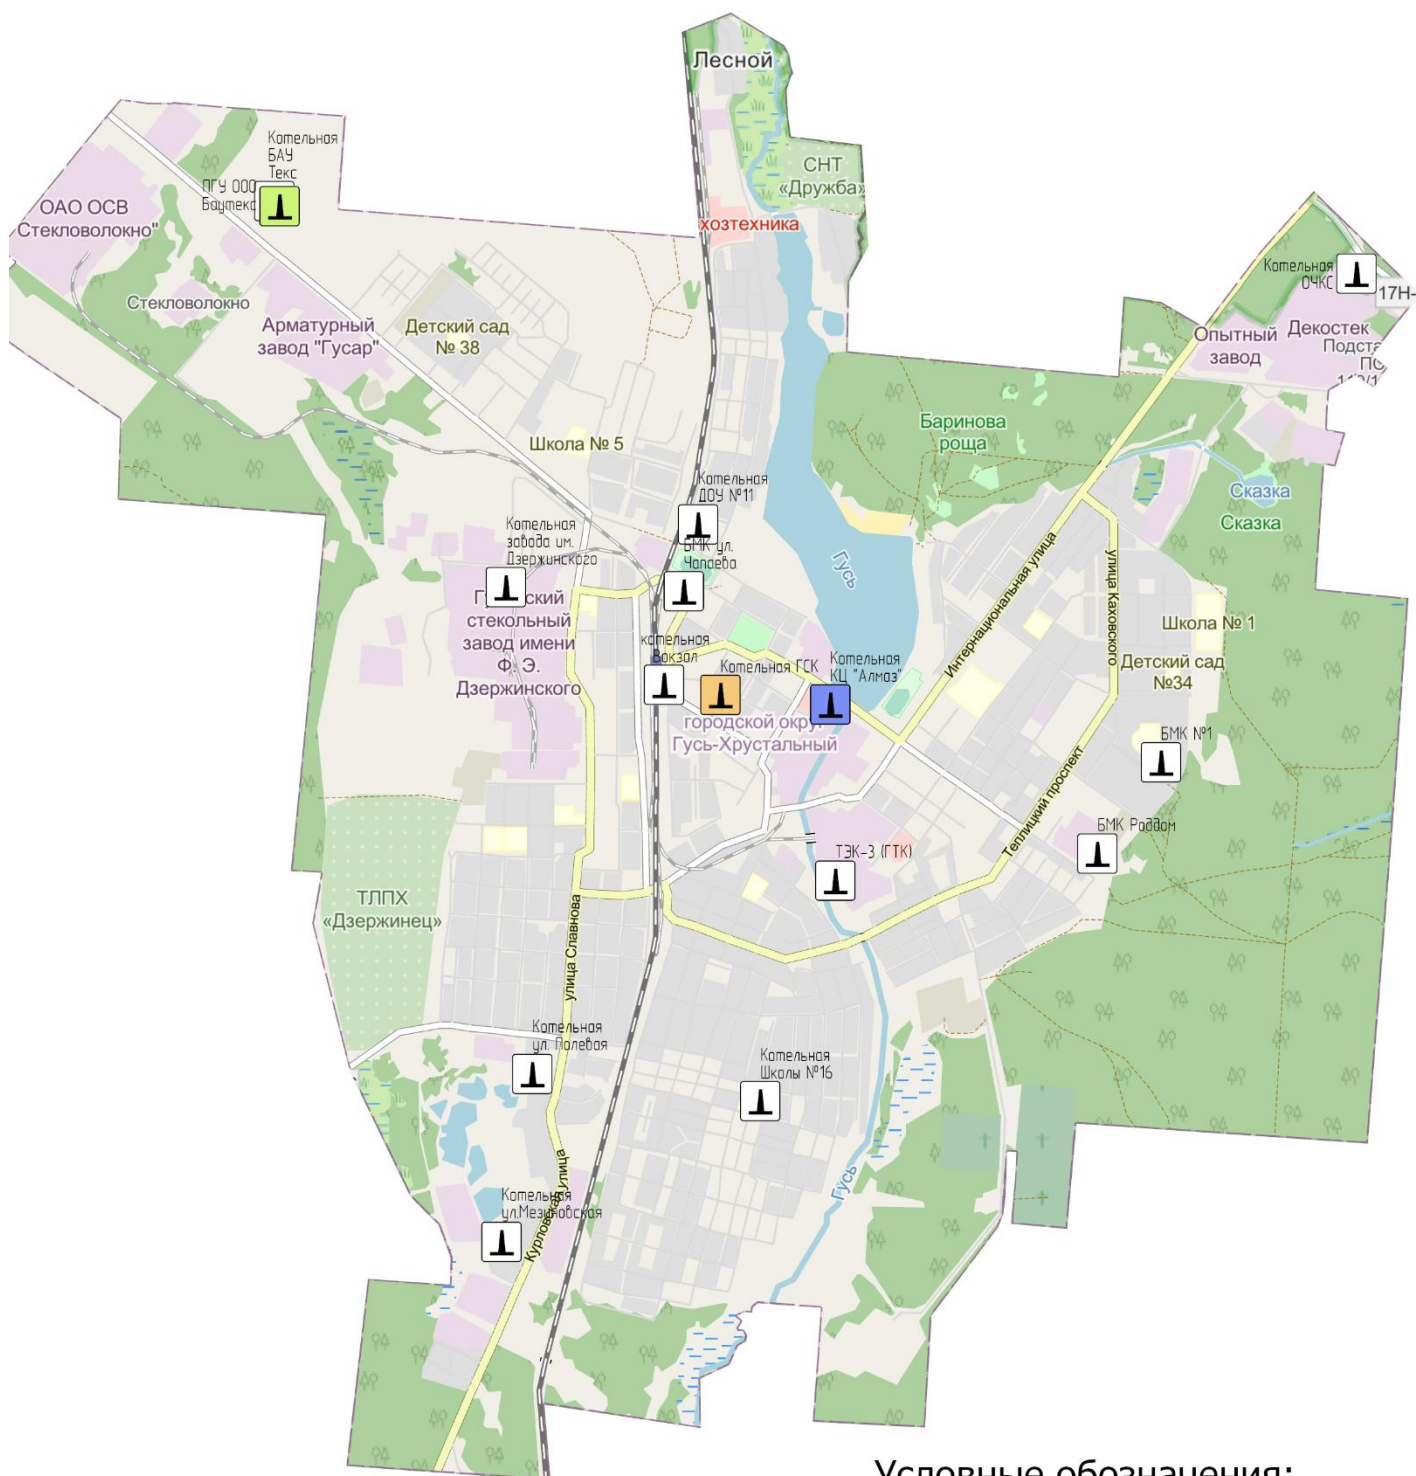 Лесной
СНТ
«Дружба»
хозтехника
Котельная
БАУ
Текс
ПГУ ООО
Баутекс
ОАО ОСВ
Стекловолокно"
Стекловолокно
Арматурный
завод "Гусар"
Детский сад
№ 38
Школа № 5
Котельная
ОЧКС
17Н-
Опытный
завод
Декостек
Подста
ПС
Баринова
роща
Сказка
Сказка
Котельная
ДОУ №11
БМК ул.
Чапаева
Котельная
завода им.
Дзержинского
стекольный
завод имени
Ф. Э.
Дзержинского
котельная
Вокзал
Котельная ГСК
Котельная
КЦ "Алмаз"
Гусь
городской округ
Гусь-Хрустальный
Интернациональная улица
улица Каховского
Школа № 1
Детский сад
№34
БМК №1
БМК Роддом
Теплицкий проспект
ТЭК-3 (ГТК)
ТЛПХ
«Дзержинец»
улица Славнова
Котельная
ул. Полевая
Котельная
Школы №16
Гусь
Котельная
ул.Мезиновская
Курловская улица
Условные обозначения: